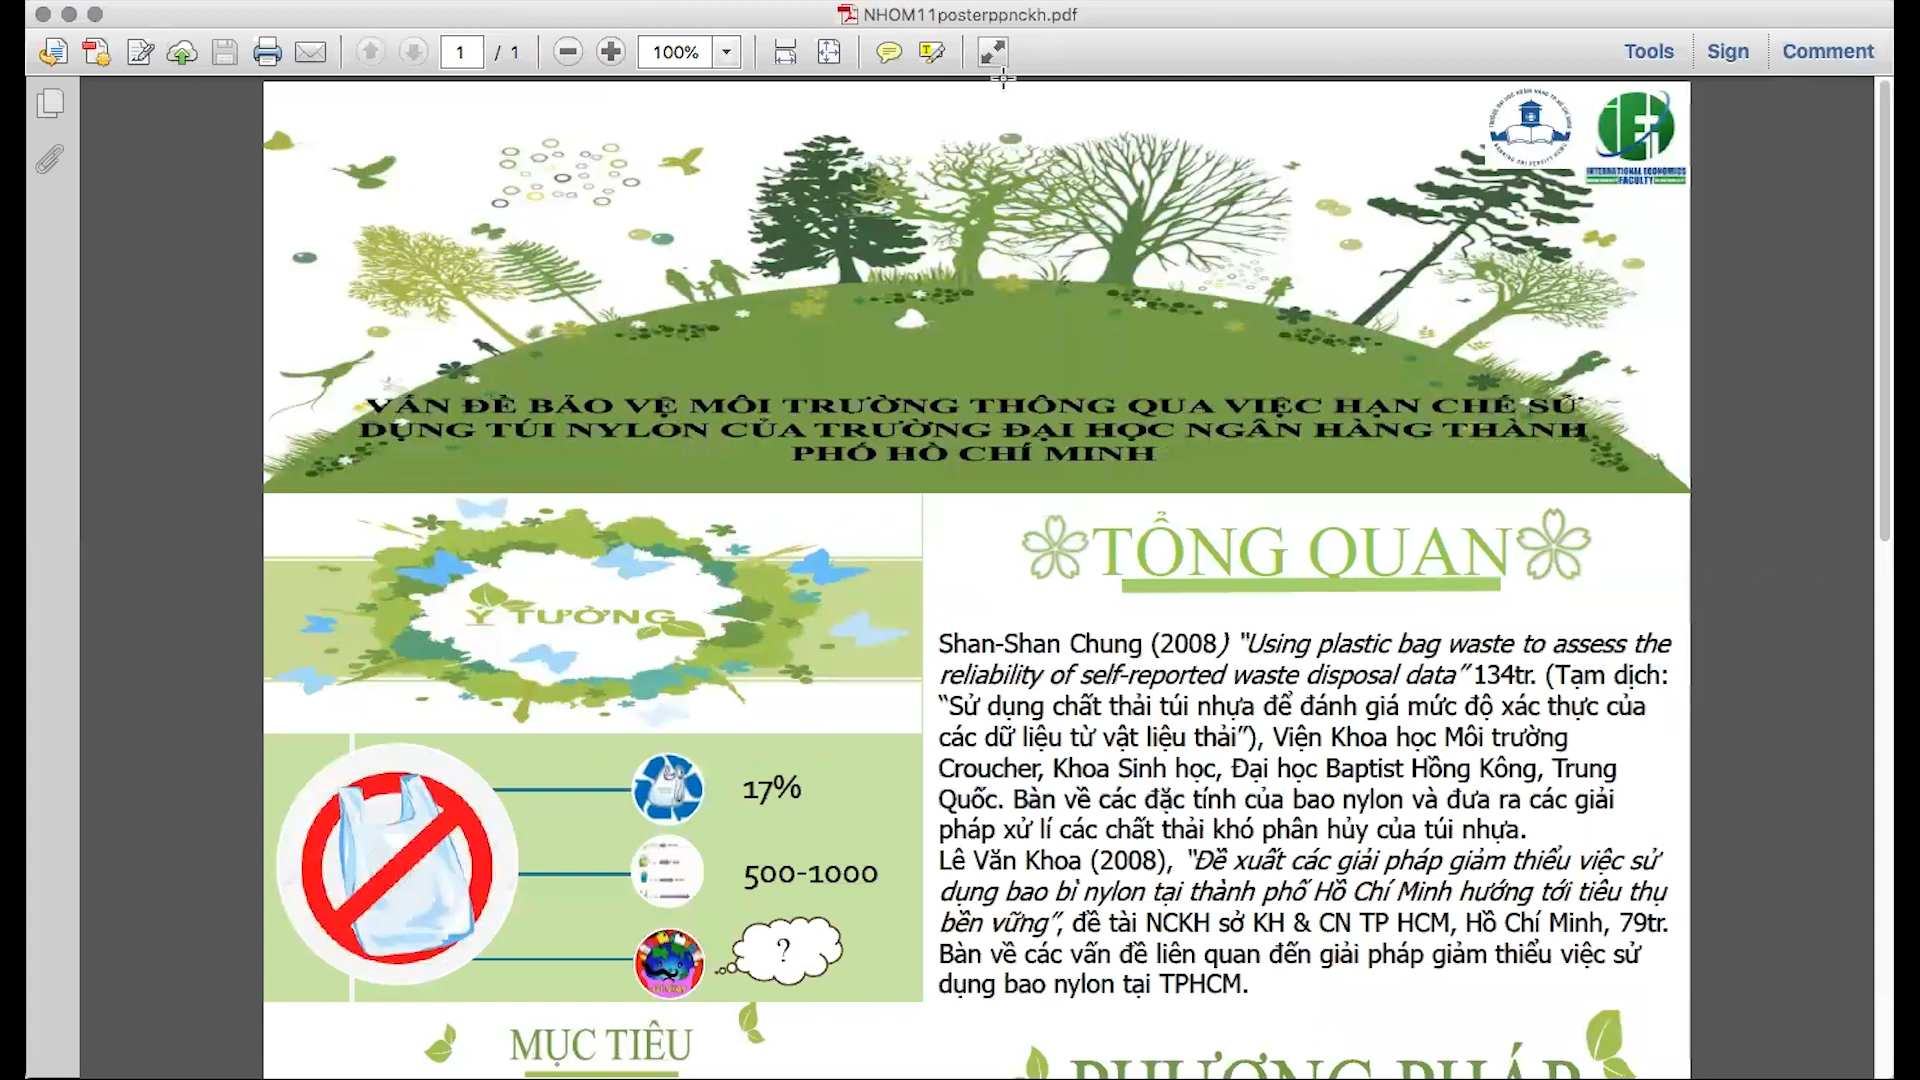 NHOM11posterppnckh.pdf
1 / 1
100%
Tools
Sign
Comment
INTERNATIONAL ECONOMICS
FACULTY
VẤN ĐỀ BẢO VỆ MÔI TRƯỜNG THÔNG QUA VIỆC HẠN CHẾ SỬ
DỤNG TÚI NYLON CỦA TRƯỜNG ĐẠI HỌC NGÂN HÀNG THÀNH
PHỐ HỒ CHÍ MINH
Ý TƯỞNG
17%
500-1000
?
TỔNG QUAN
Shan-Shan Chung (2008) “Using plastic bag waste to assess the
reliability of self-reported waste disposal data” 134tr. (Tạm dịch:
“Sử dụng chất thải túi nhựa để đánh giá mức độ xác thực của
các dữ liệu từ vật liệu thải”), Viện Khoa học Môi trường
Croucher, Khoa Sinh học, Đại học Baptist Hồng Kông, Trung
Quốc. Bàn về các đặc tính của bao nylon và đưa ra các giải
pháp xử lí các chất thải khó phân hủy của túi nhựa.
Lê Văn Khoa (2008), “Đề xuất các giải pháp giảm thiểu việc sử
dụng bao bì nylon tại thành phố Hồ Chí Minh hướng tới tiêu thụ
bền vững”, đề tài NCKH sở KH & CN TP HCM, Hồ Chí Minh, 79tr.
Bàn về các vấn đề liên quan đến giải pháp giảm thiểu việc sử
dụng bao nylon tại TPHCM.
MỤC TIÊU
PHƯƠNG PHÁP